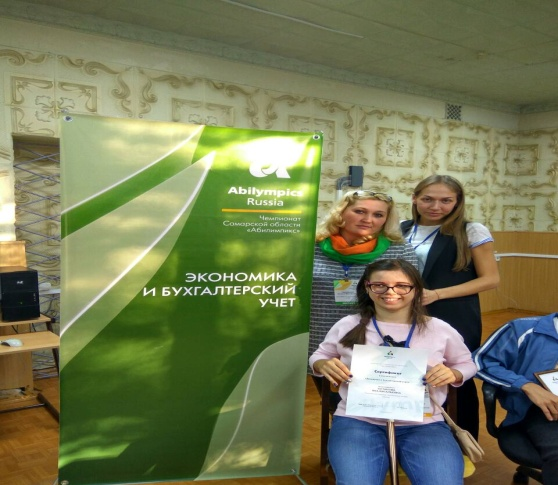 Abilympics
Russia
Чемпионат
Самарской области
«Абилимпикс»
ЭКОНОМИКА
И БУХГАЛТЕРСКИЙ
УЧЕТ
Сертификат